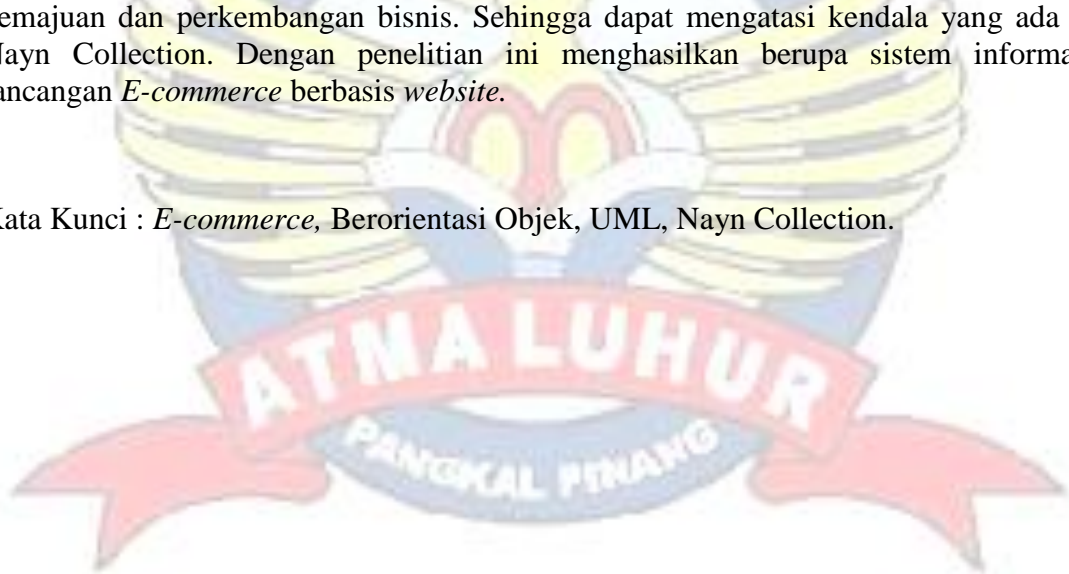 emajuan dan perkembangan bisnis. Sehingga dapat mengatasi kendala yang ada
Nayn Collection. Dengan penelitian ini menghasilkan berupa sistem informa
ancangan E-commerce berbasis website.
Kata Kunci : E-commerce, Berorientasi Objek, UML, Nayn Collection.
ATMA LUHUR
PANGKAL PINANG